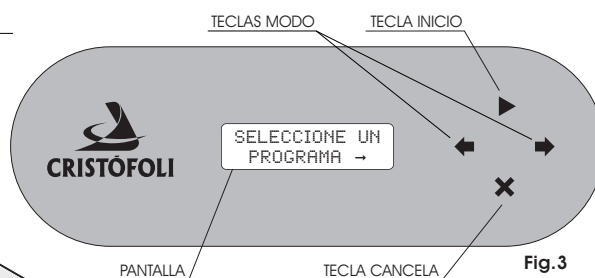 TECLAS MODO
TECLA INICIO
SELECCIONE UN
PROGRAMA →
CRISTÓFOLI
PANTALLA
TECLA CANCELA
Fig.3